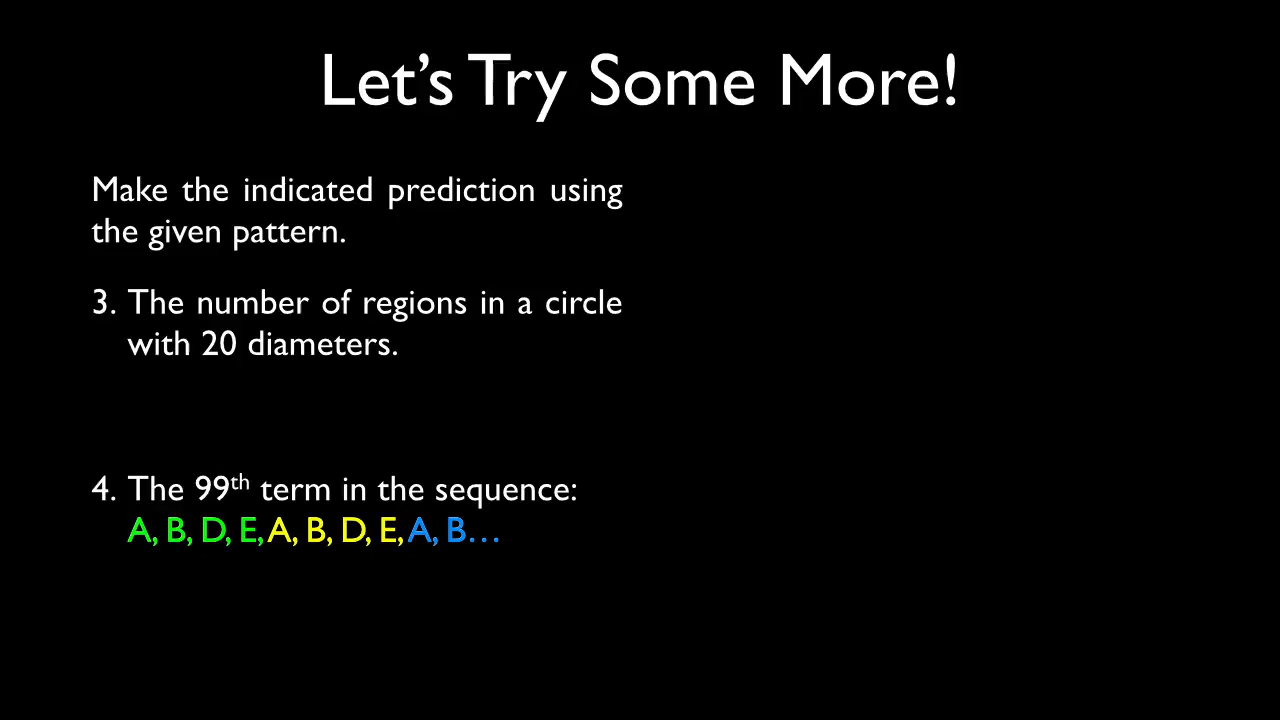 Let’s Try Some More!
Make the indicated prediction using
the given pattern.
3. The number of regions in a circle
with 20 diameters.
4. The 99th term in the sequence:
A, B, D, E, A, B, D, E, A, B…